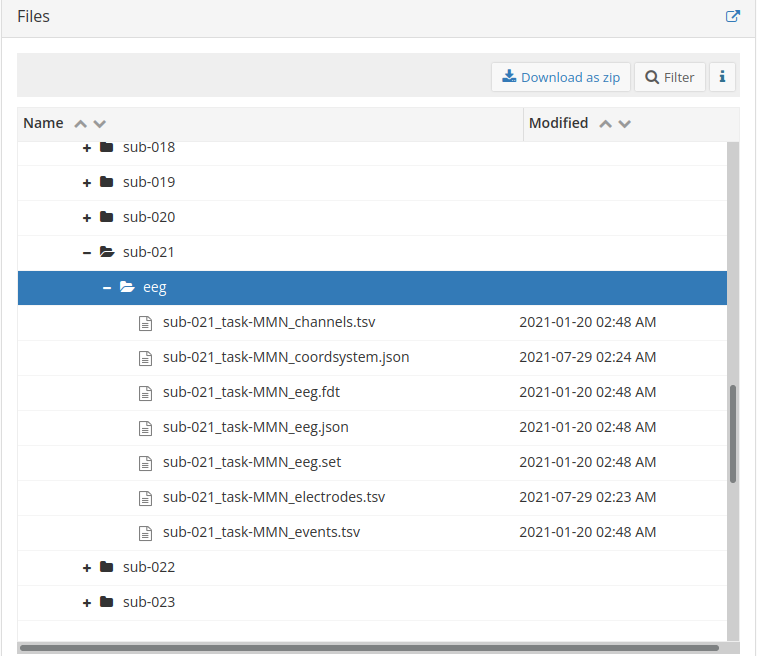 Files
Download as zip Filter i
Name Modified
sub-018
sub-019
sub-020
sub-021
eeg
sub-021_task-MMN_channels.tsv 2021-01-20 02:48 AM
sub-021_task-MMN_coordsystem.json 2021-07-29 02:24 AM
sub-021_task-MMN_eeg.fdt 2021-01-20 02:48 AM
sub-021_task-MMN_eeg.json 2021-01-20 02:48 AM
sub-021_task-MMN_eeg.set 2021-01-20 02:48 AM
sub-021_task-MMN_electrodes.tsv 2021-07-29 02:23 AM
sub-021_task-MMN_events.tsv 2021-01-20 02:48 AM
sub-022
sub-023